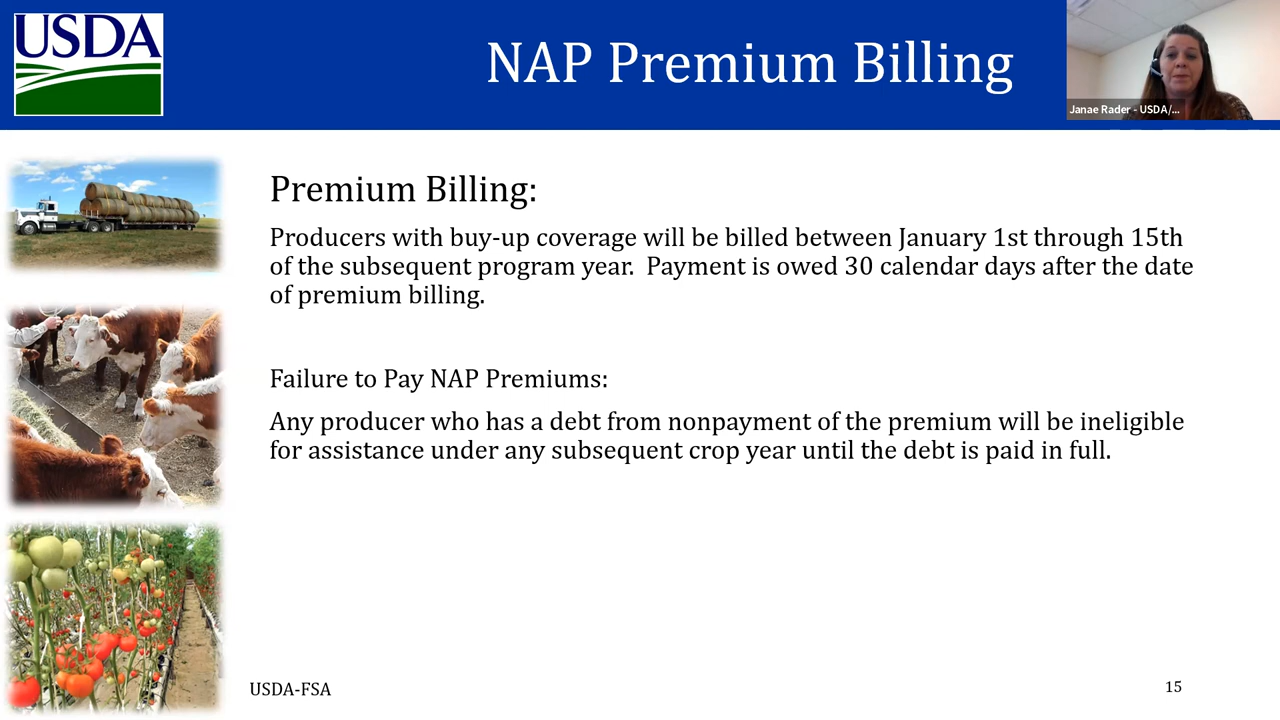 USDA
NAP Premium Billing
Janae Rader - USDA/...
Premium Billing:
Producers with buy-up coverage will be billed between January 1st through 15th
of the subsequent program year.  Payment is owed 30 calendar days after the date
of premium billing.
Failure to Pay NAP Premiums:
Any producer who has a debt from nonpayment of the premium will be ineligible
for assistance under any subsequent crop year until the debt is paid in full.
USDA-FSA
15